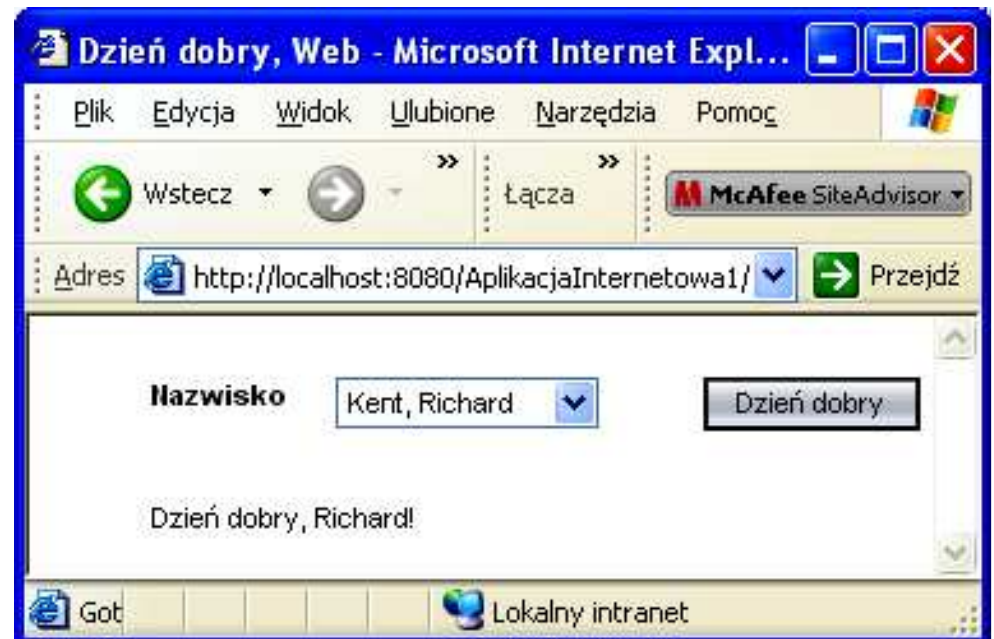 Dzień dobry, Web - Microsoft Internet Expl...
Plik Edycja Widok Ulubione Narzędzia Pomoc
Wstecz » Łącza » McAfee SiteAdvisor
Adres http://localhost:8080/AplikacjaInternetowa1/ Przejdź
Nazwisko Kent, Richard Dzień dobry
Dzień dobry, Richard!
Got Lokalny intranet